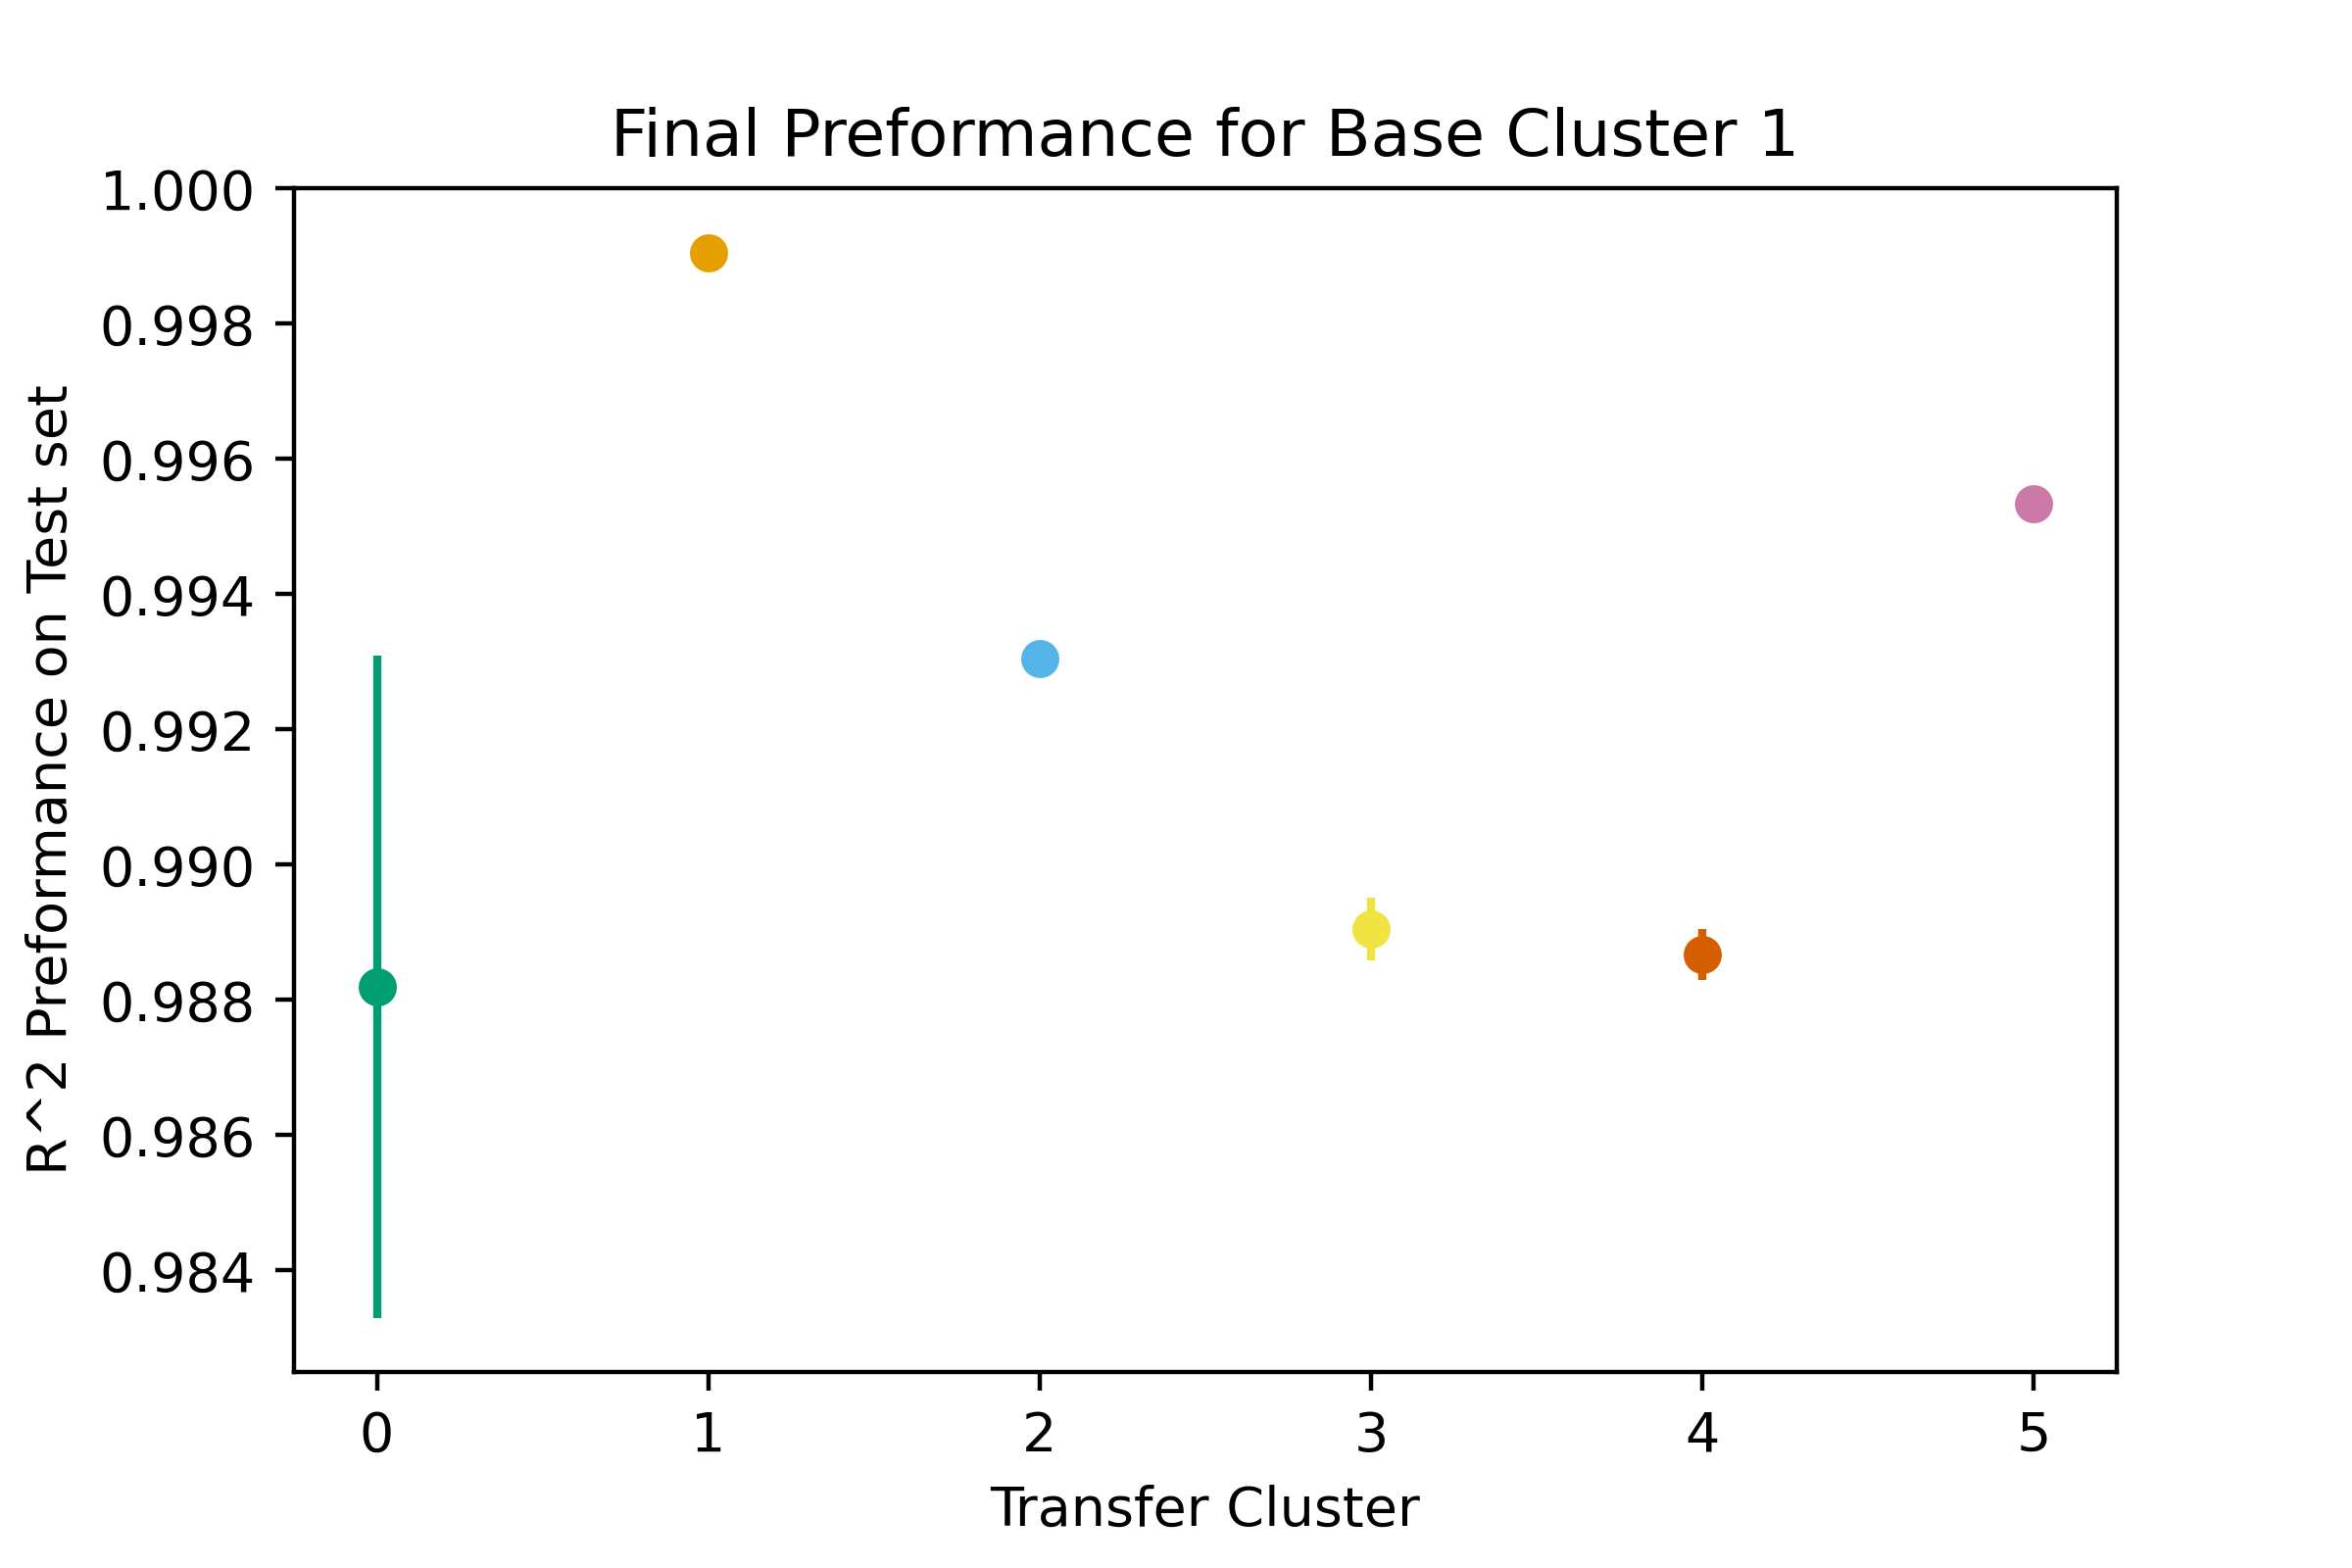 Final Preformance for Base Cluster 1
1.000
0.998
0.996
0.994
0.992
0.990
0.988
0.986
0.984
R^2 Preformance on Test set
0 1 2 3 4 5
Transfer Cluster